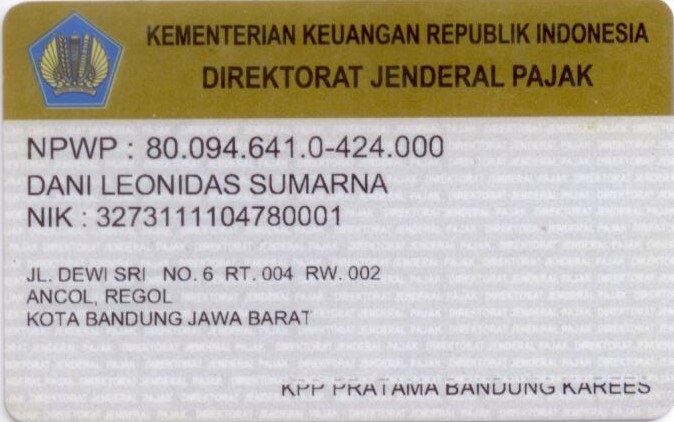 KEMENTERIAN KEUANGAN REPUBLIK INDONESIA
DIREKTORAT JENDERAL PAJAK
NPWP : 80.094.641.0-424.000
DANI LEONIDAS SUMARNA
NIK : 3273111104780001
JL. DEWI SRI NO. 6 RT. 004 RW. 002
ANCOL, REGOL
KOTA BANDUNG JAWA BARAT
KPP PRATAMA BANDUNG KAREES